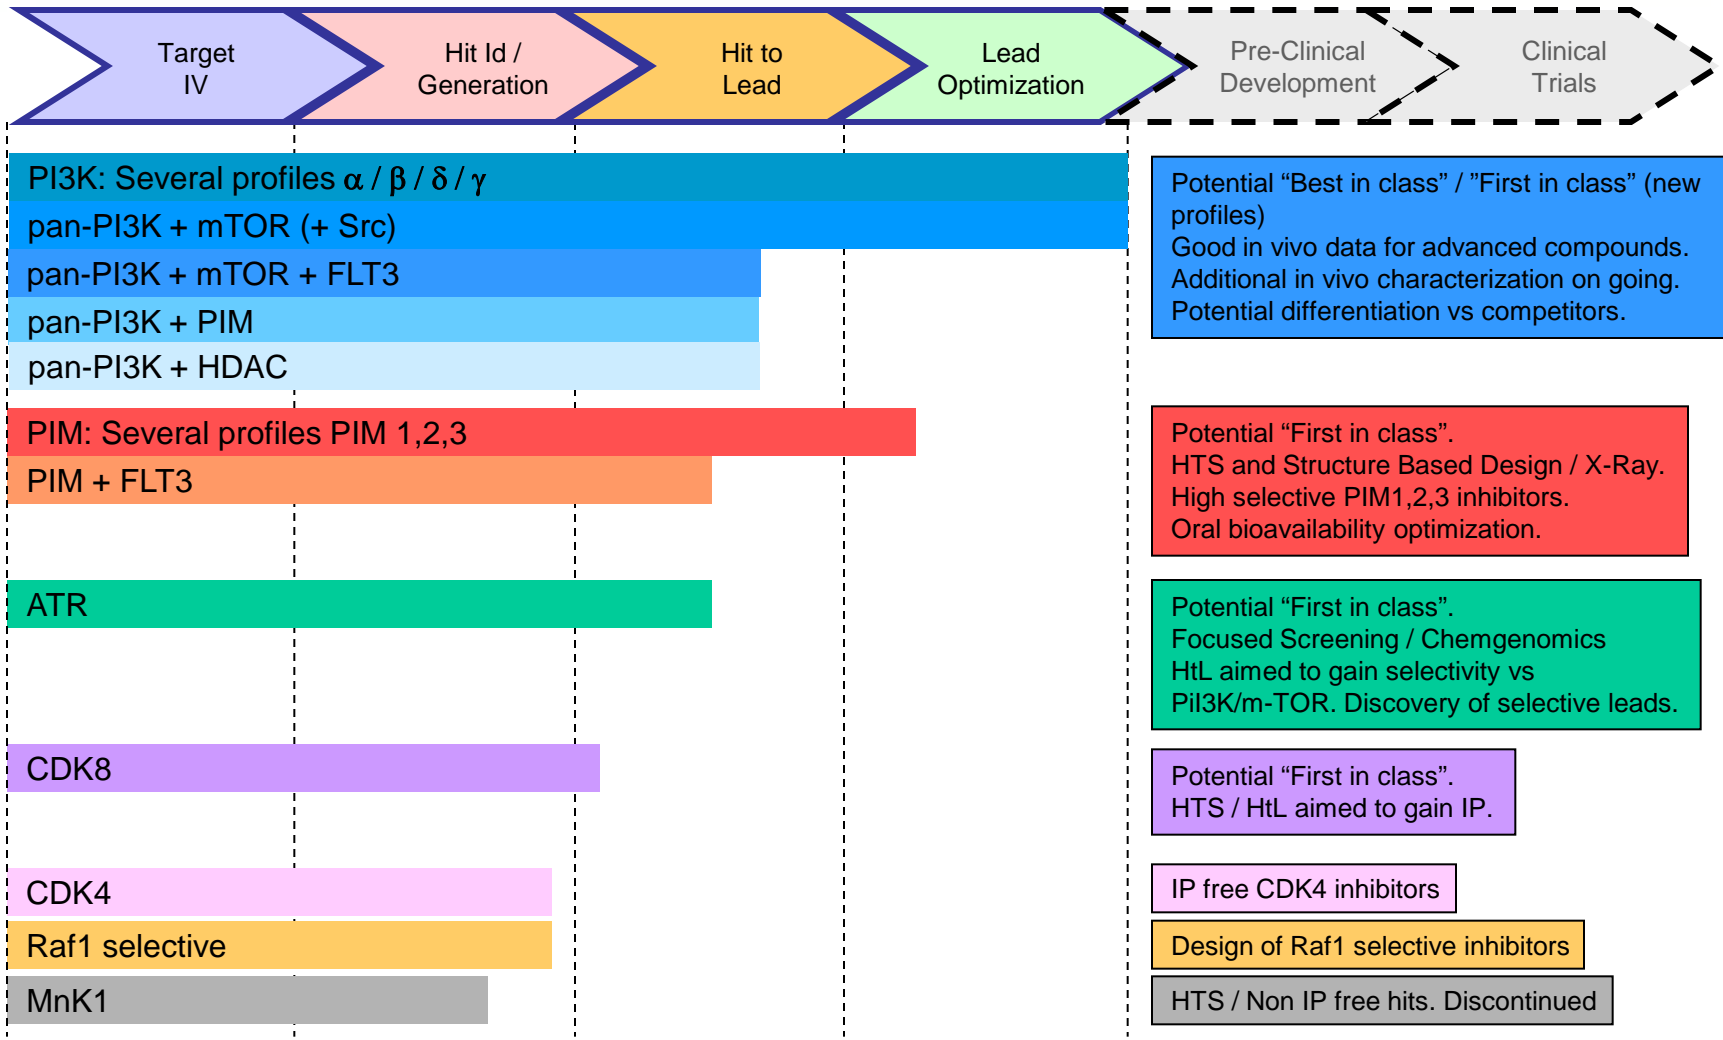 Target
IV
Hit Id /
Generation
Hit to
Lead
Lead
Optimization
Pre-Clinical
Development
Clinical
Trials
PI3K: Several profiles α / β / δ / γ
pan-PI3K + mTOR (+ Src)
pan-PI3K + mTOR + FLT3
pan-PI3K + PIM
pan-PI3K + HDAC
Potential “Best in class” / ”First in class” (new
profiles)
Good in vivo data for advanced compounds.
Additional in vivo characterization on going.
Potential differentiation vs competitors.
PIM: Several profiles PIM 1,2,3
PIM + FLT3
Potential “First in class”.
HTS and Structure Based Design / X-Ray.
High selective PIM1,2,3 inhibitors.
Oral bioavailability optimization.
ATR
Potential “First in class”.
Focused Screening / Chemgenomics
HtL aimed to gain selectivity vs
PiI3K/m-TOR. Discovery of selective leads.
CDK8
Potential “First in class”.
HTS / HtL aimed to gain IP.
CDK4
IP free CDK4 inhibitors
Raf1 selective
Design of Raf1 selective inhibitors
MnK1
HTS / Non IP free hits. Discontinued